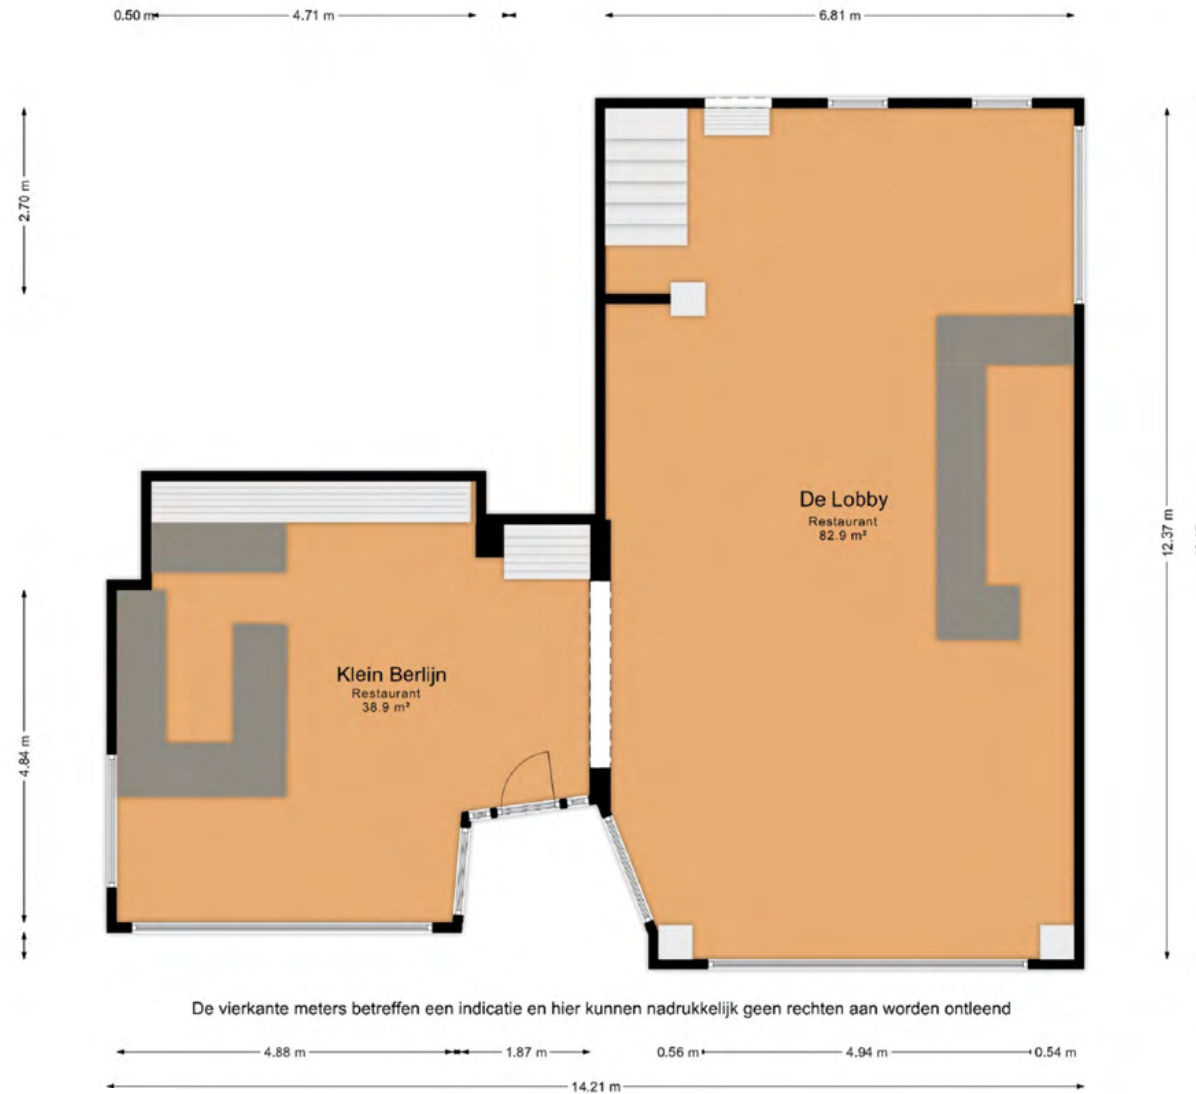 0.50 m
4.71 m
6.81 m
2.70 m
12.37 m
De Lobby
Restaurant
82.9 m²
Klein Berlijn
Restaurant
38.9 m²
4.84 m
De vierkante meters betreffen een indicatie en hier kunnen nadrukkelijk geen rechten aan worden ontleend
4.88 m
1.87 m
0.56 m
4.94 m
0.54 m
14.21 m